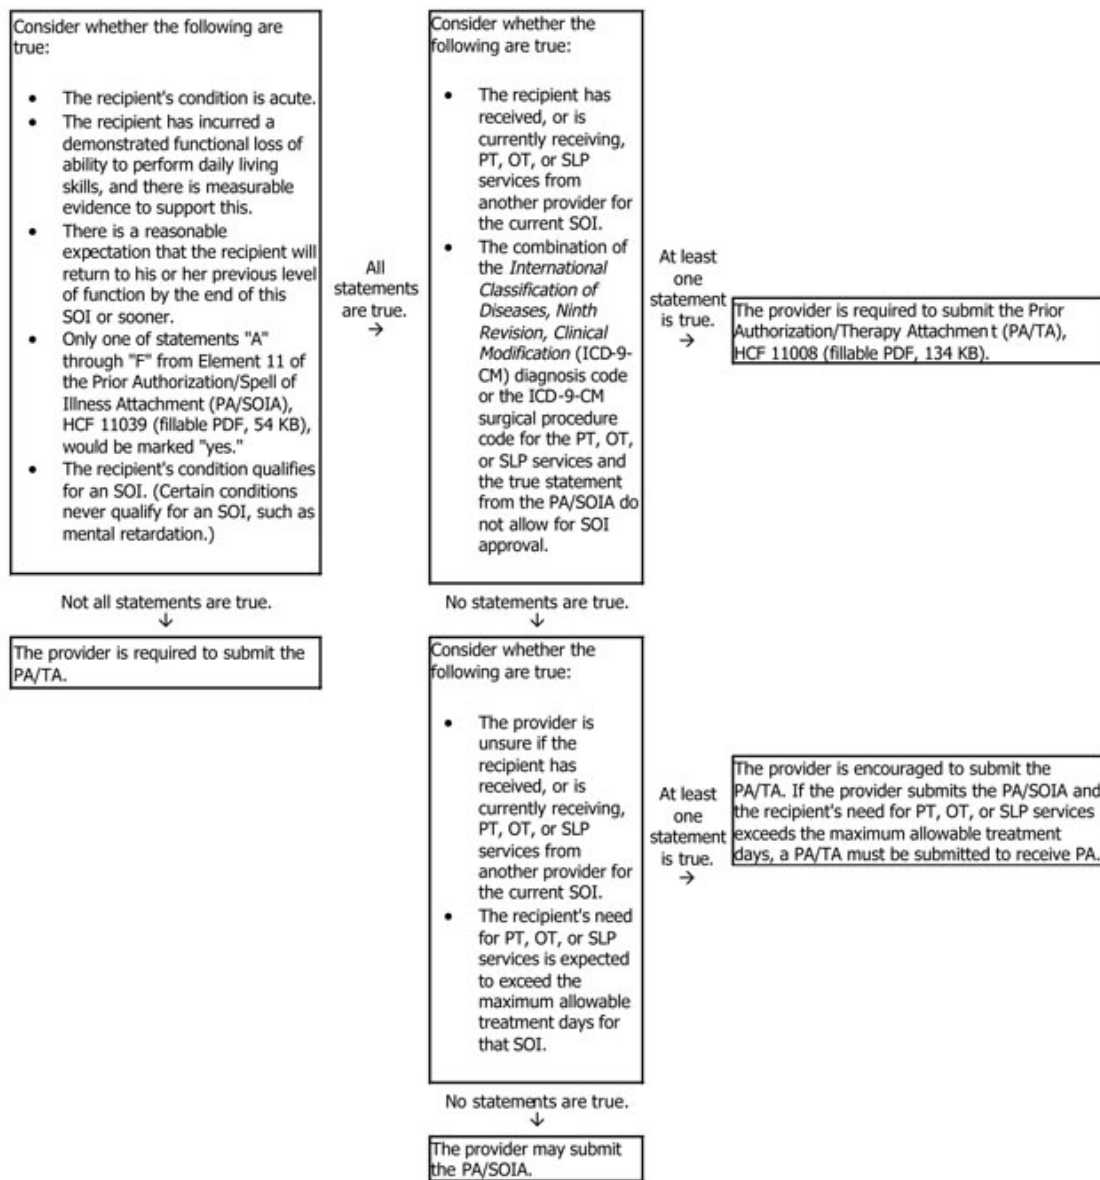 Consider whether the following are
true:
• The recipient's condition is acute.
• The recipient has incurred a
demonstrated functional loss of
ability to perform daily living
skills, and there is measurable
evidence to support this.
• There is a reasonable
expectation that the recipient will
return to his or her previous level
of function by the end of this
SOI or sooner.
• Only one of statements "A"
through "F" from Element 11 of
the Prior Authorization/Spell of
Illness Attachment (PA/SOIA),
HCF 11039 (fillable PDF, 54 KB),
would be marked "yes."
• The recipient's condition qualifies
for an SOI. (Certain conditions
never qualify for an SOI, such as
mental retardation.)
All
statements
are true.
→
Consider whether the
following are true:
• The recipient has
received, or is
currently receiving,
PT, OT, or SLP
services from
another provider for
the current SOI.
• The combination of
the International
Classification of
Diseases, Ninth
Revision, Clinical
Modification (ICD-9-
CM) diagnosis code
or the ICD-9-CM
surgical procedure
code for the PT, OT,
or SLP services and
the true statement
from the PA/SOIA do
not allow for SOI
approval.
At least
one
statement
is true.
→
The provider is required to submit the Prior
Authorization/Therapy Attachment (PA/TA),
HCF 11008 (fillable PDF, 134 KB).
Not all statements are true.
↓
The provider is required to submit the
PA/TA.
No statements are true.
↓
Consider whether the
following are true:
• The provider is
unsure if the
recipient has
received, or is
currently receiving,
PT, OT, or SLP
services from
another provider for
the current SOI.
• The recipient's need
for PT, OT, or SLP
services is expected
to exceed the
maximum allowable
treatment days for
that SOI.
At least
one
statement
is true.
→
The provider is encouraged to submit the
PA/TA. If the provider submits the PA/SOIA and
the recipient's need for PT, OT, or SLP services
exceeds the maximum allowable treatment
days, a PA/TA must be submitted to receive PA.
No statements are true.
↓
The provider may submit
the PA/SOIA.